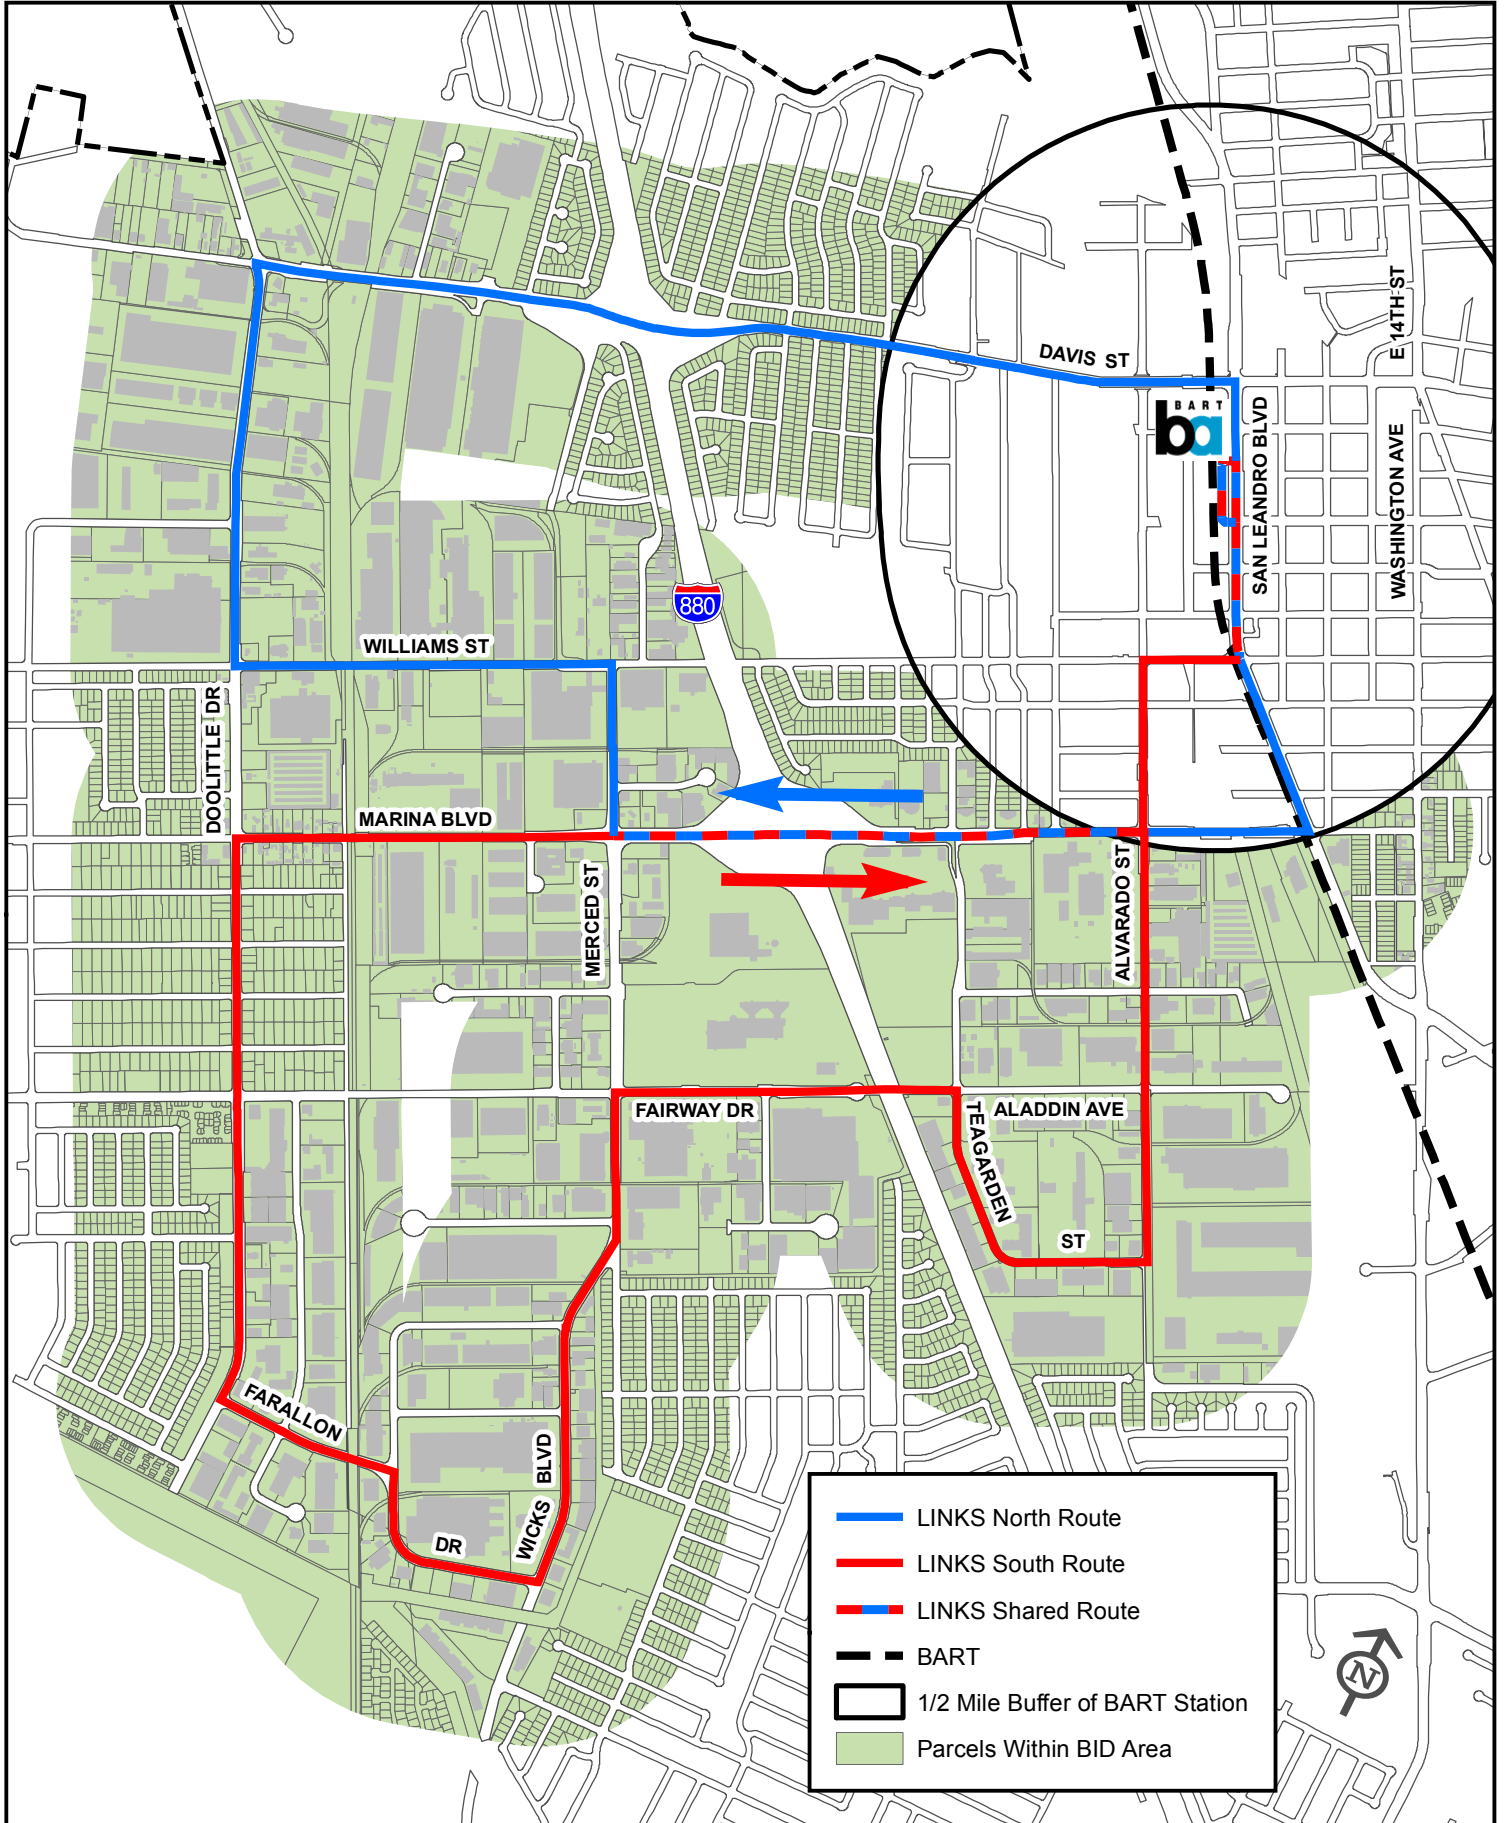 E 14TH ST
DAVIS ST
BART
ba
SAN LEANDRO BLVD
WASHINGTON AVE
880
WILLIAMS ST
DOOLITTLE DR
MARINA BLVD
MERCED ST
ALVARADO ST
FAIRWAY DR
TEAGARDEN
ST
ALADDIN AVE
FARALLON
DR
WICKS
BLVD
LINKS North Route
LINKS South Route
LINKS Shared Route
BART
1/2 Mile Buffer of BART Station
Parcels Within BID Area
N